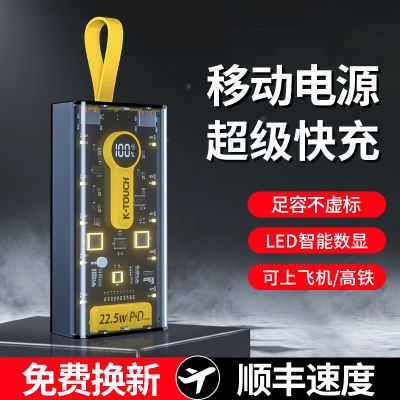 移动电源
超级快充
足容不虚标
LED智能数显
可上飞机/高铁
100%
K-TOUCH
22.5W PD
免费换新
顺丰速度